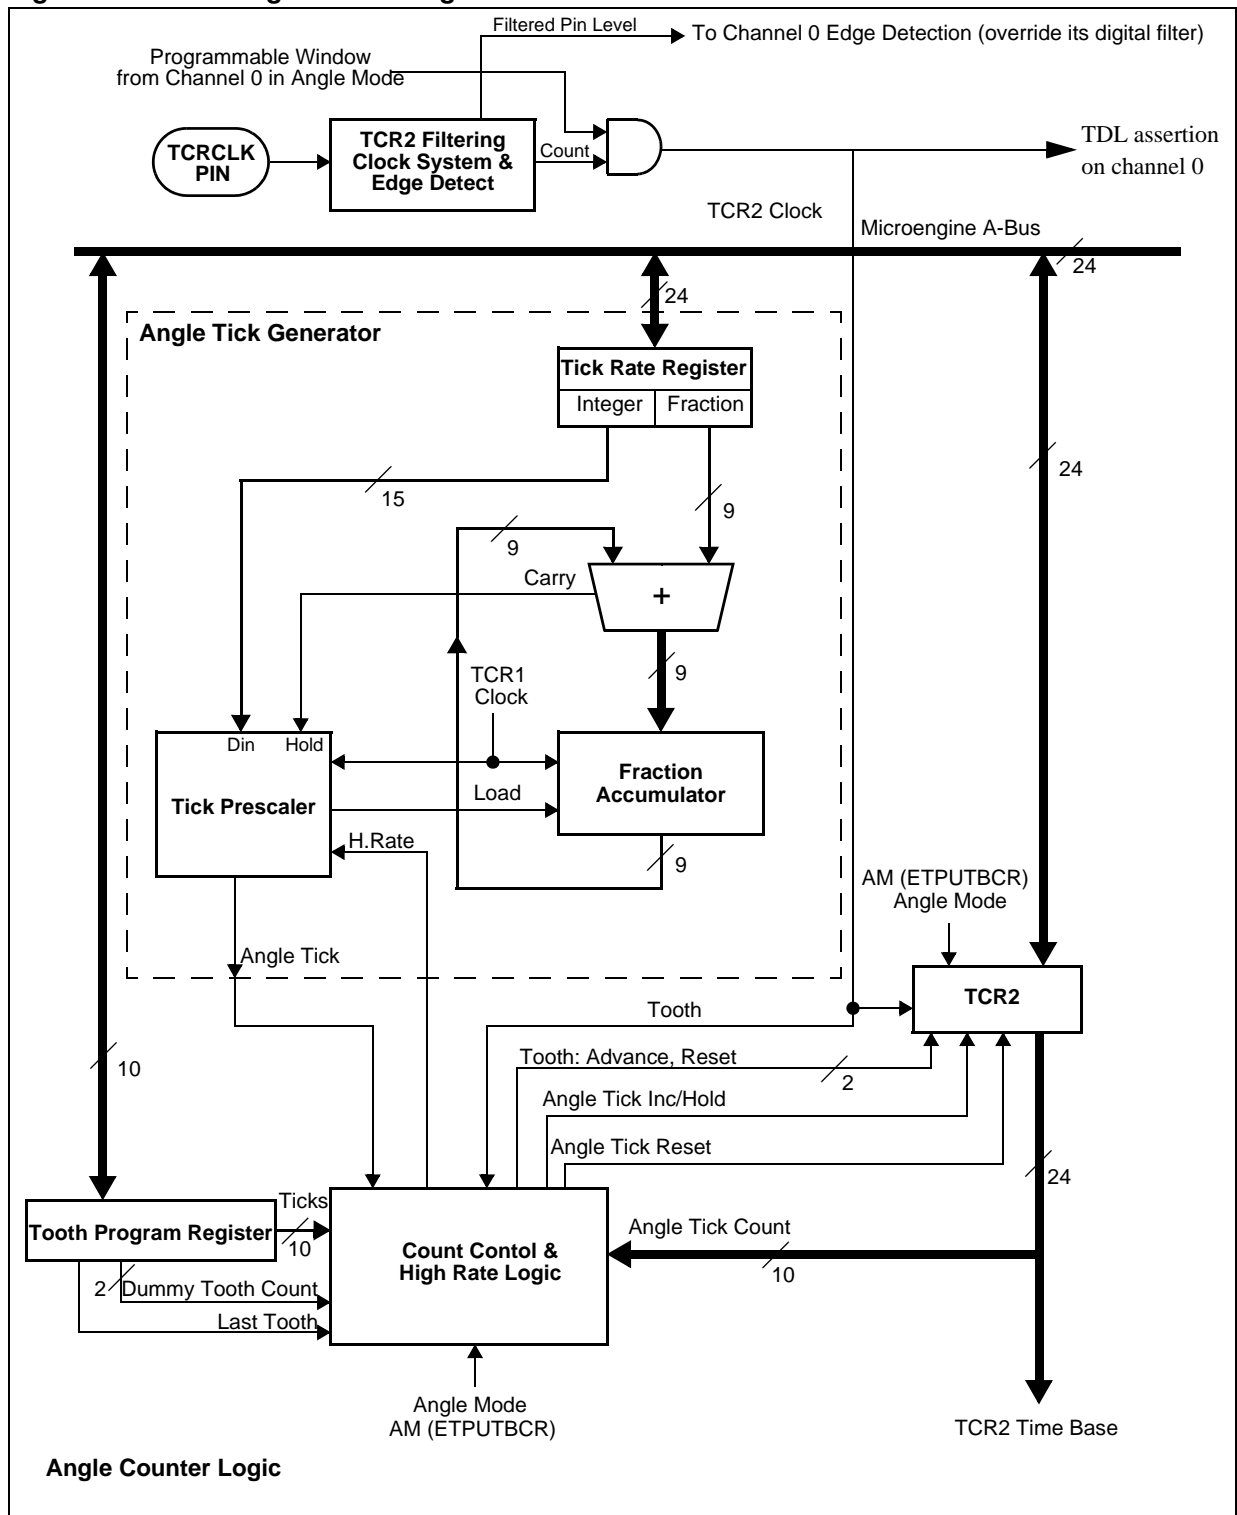 Filtered Pin Level
To Channel 0 Edge Detection (override its digital filter)
Programmable Window
from Channel 0 in Angle Mode
TCRCLK
PIN
TCR2 Filtering
Clock System &
Edge Detect
Count
TDL assertion
on channel 0
TCR2 Clock
Microengine A-Bus
24
24
Angle Tick Generator
Tick Rate Register
Integer
Fraction
24
15
9
9
Carry
+
TCR1
Clock
9
Din
Hold
Tick Prescaler
Load
Fraction
Accumulator
H.Rate
9
AM (ETPUTBCR)
Angle Mode
Angle Tick
TCR2
Tooth
Tooth: Advance, Reset
2
10
Angle Tick Inc/Hold
Angle Tick Reset
24
Ticks
Tooth Program Register
10
Angle Tick Count
10
Count Contol &
High Rate Logic
2
Dummy Tooth Count
Last Tooth
Angle Mode
AM (ETPUTBCR)
TCR2 Time Base
Angle Counter Logic